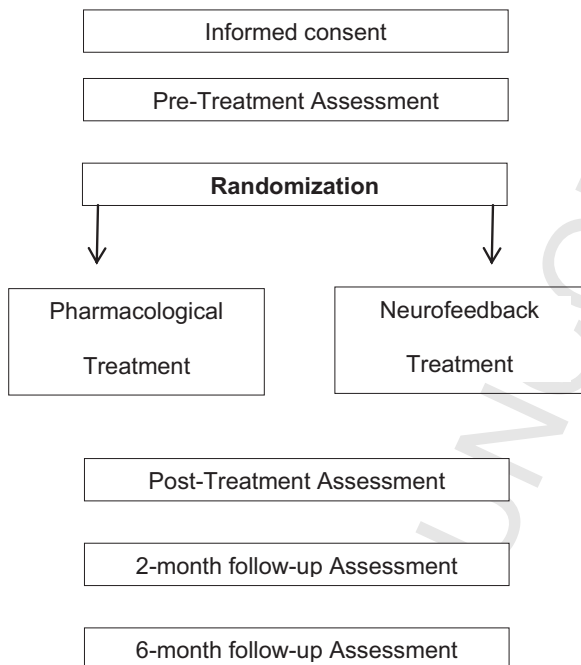 Informed consent
Pre-Treatment Assessment
Randomization
Pharmacological
Treatment
Neurofeedback
Treatment
Post-Treatment Assessment
2-month follow-up Assessment
6-month follow-up Assessment